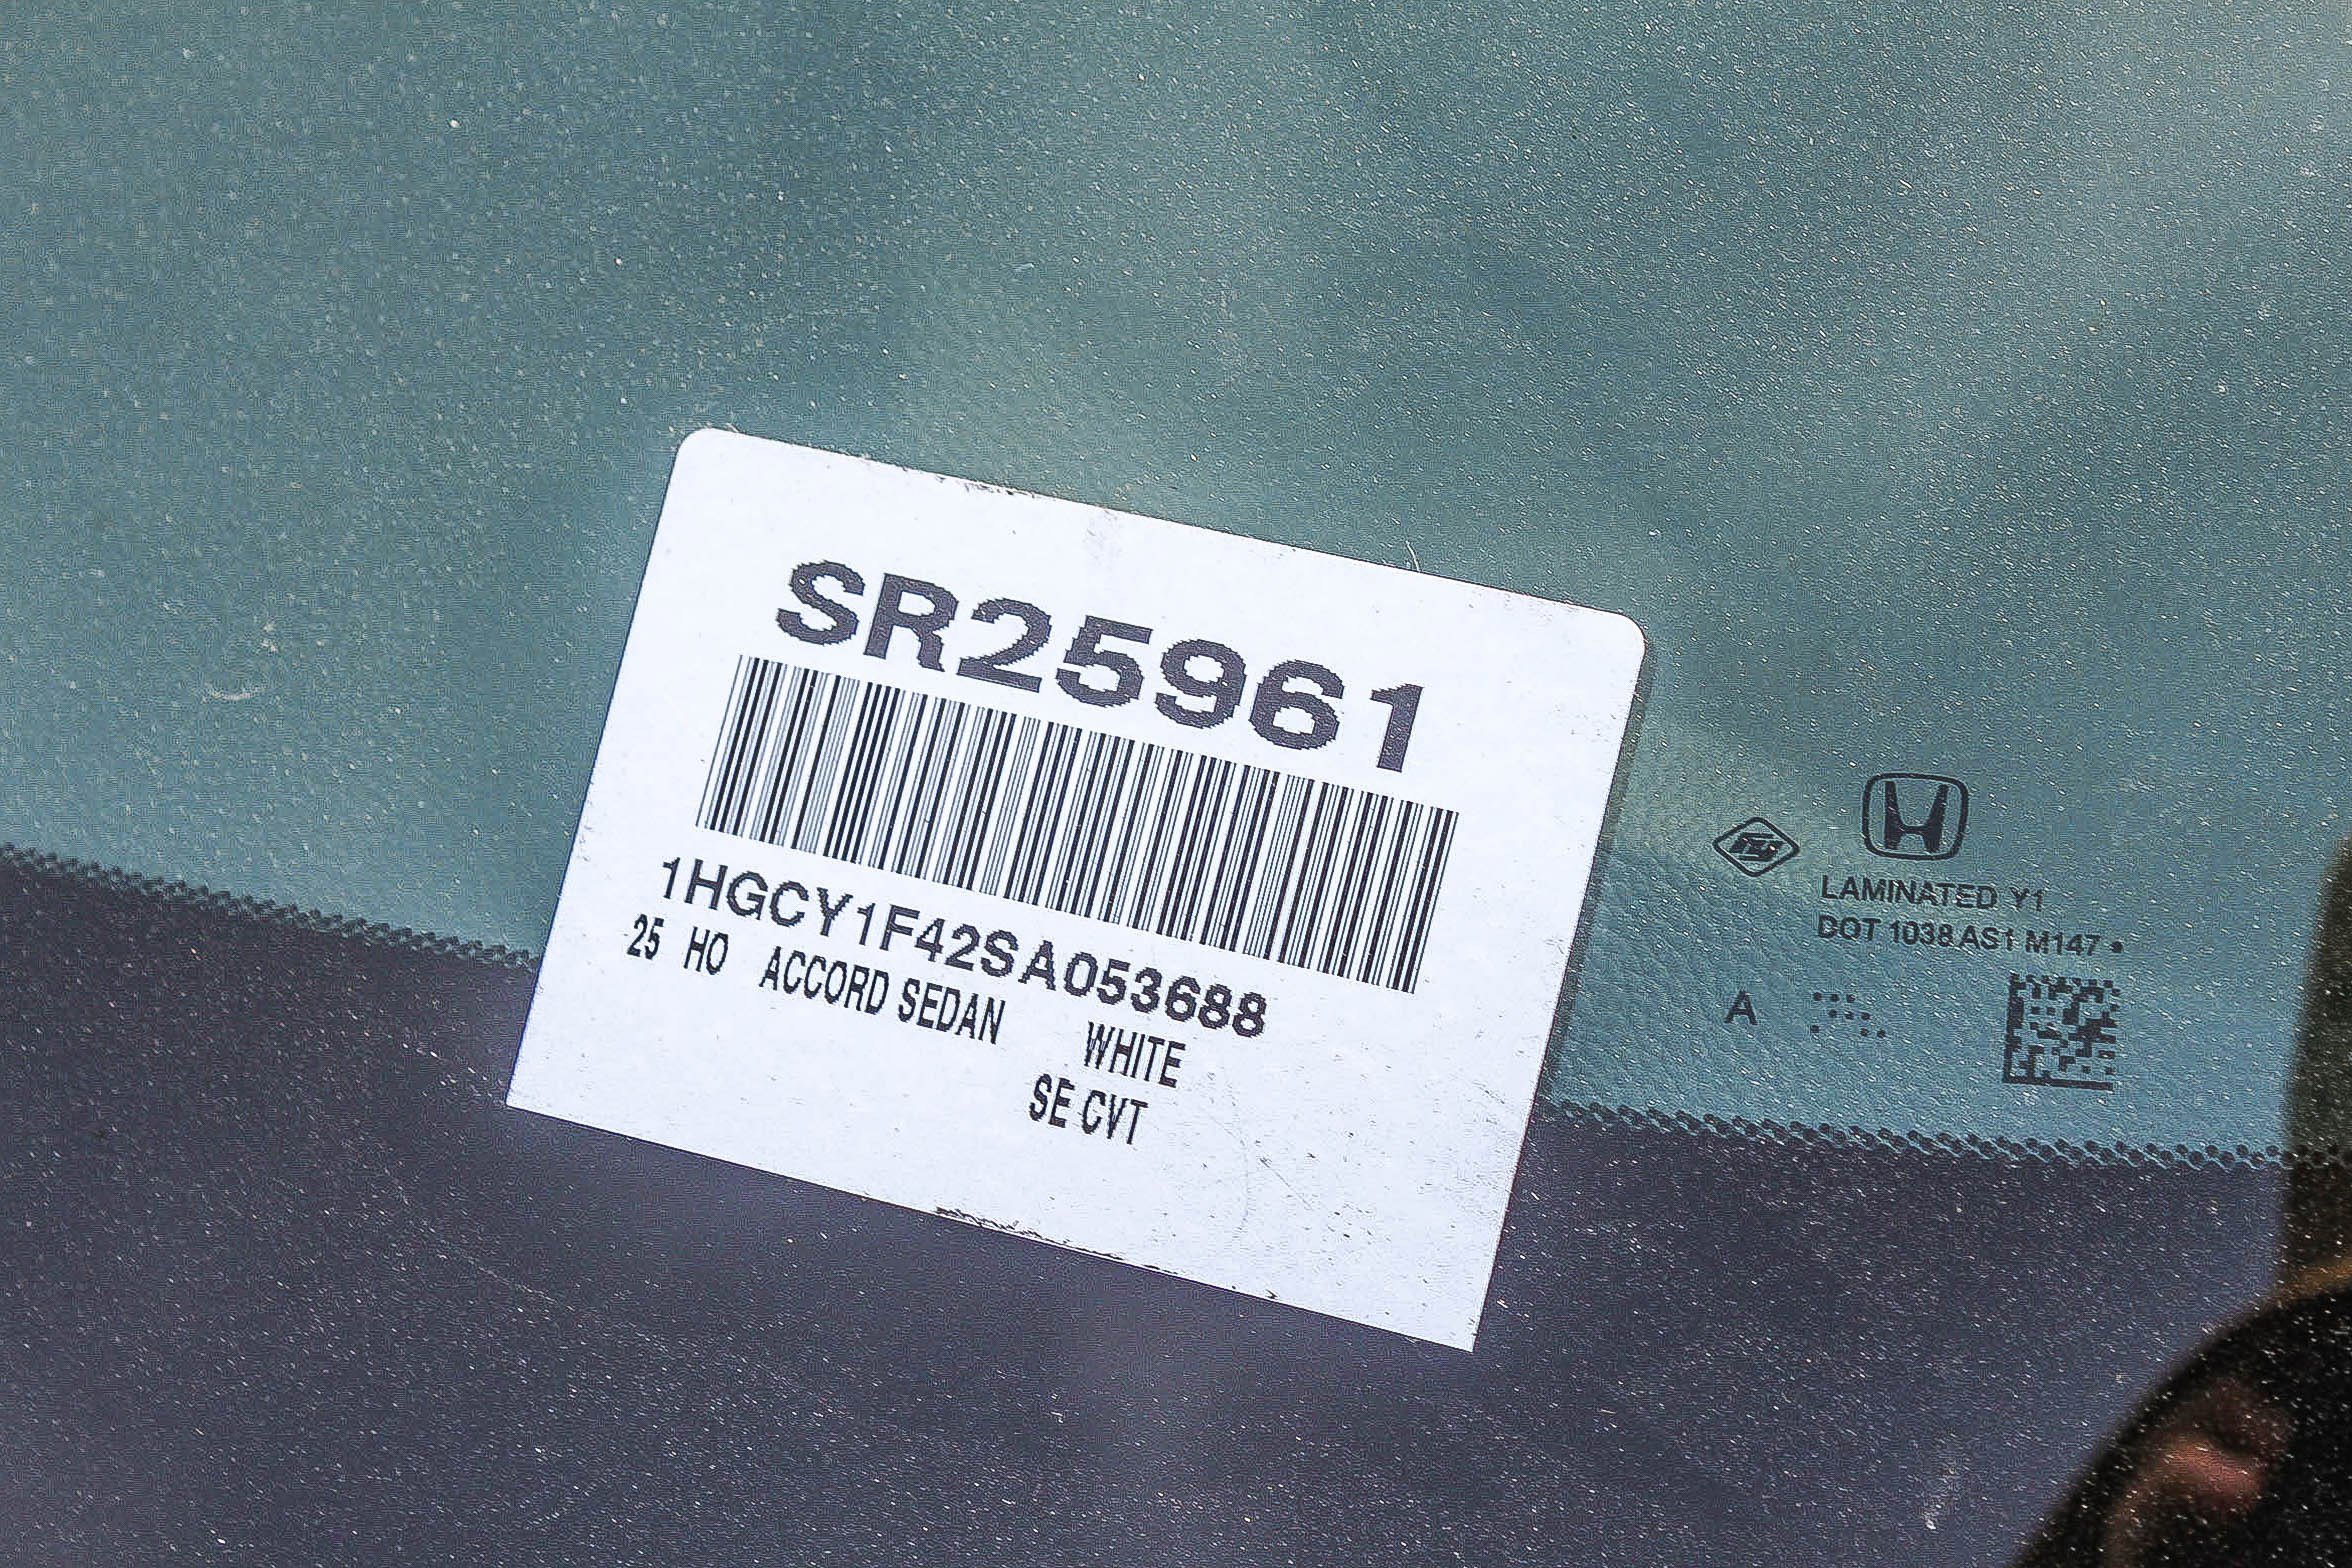 SR25961
1HGCY1F42SA053688
25 HO ACCORD SEDAN WHITE
SE CVT
LAMINATED Y1
DOT 1038 AS1 M147 •
A